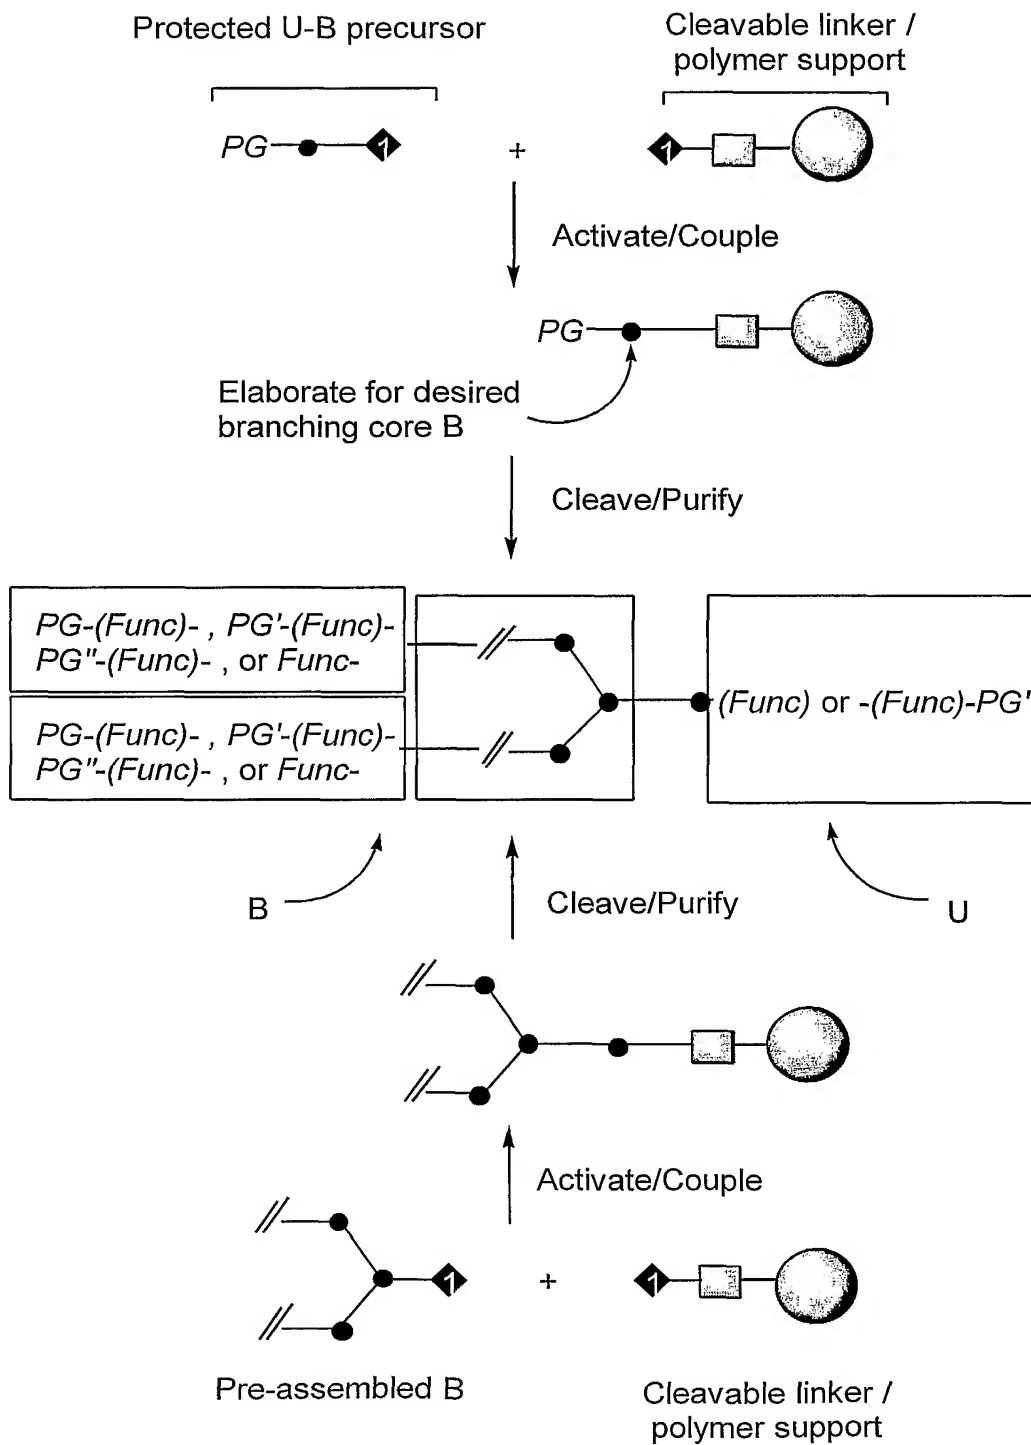 Protected U-B precursor
Cleavable linker /
polymer support
PG
1
+
1
Activate/Couple
PG
Elaborate for desired
branching core B
Cleave/Purify
PG-(Func)- , PG'-(Func)-
PG"-(Func)- , or Func-
(Func) or -(Func)-PG'
PG-(Func)- , PG'-(Func)-
PG"-(Func)- , or Func-
B
Cleave/Purify
U
Activate/Couple
1
+
1
Pre-assembled B
Cleavable linker /
polymer support